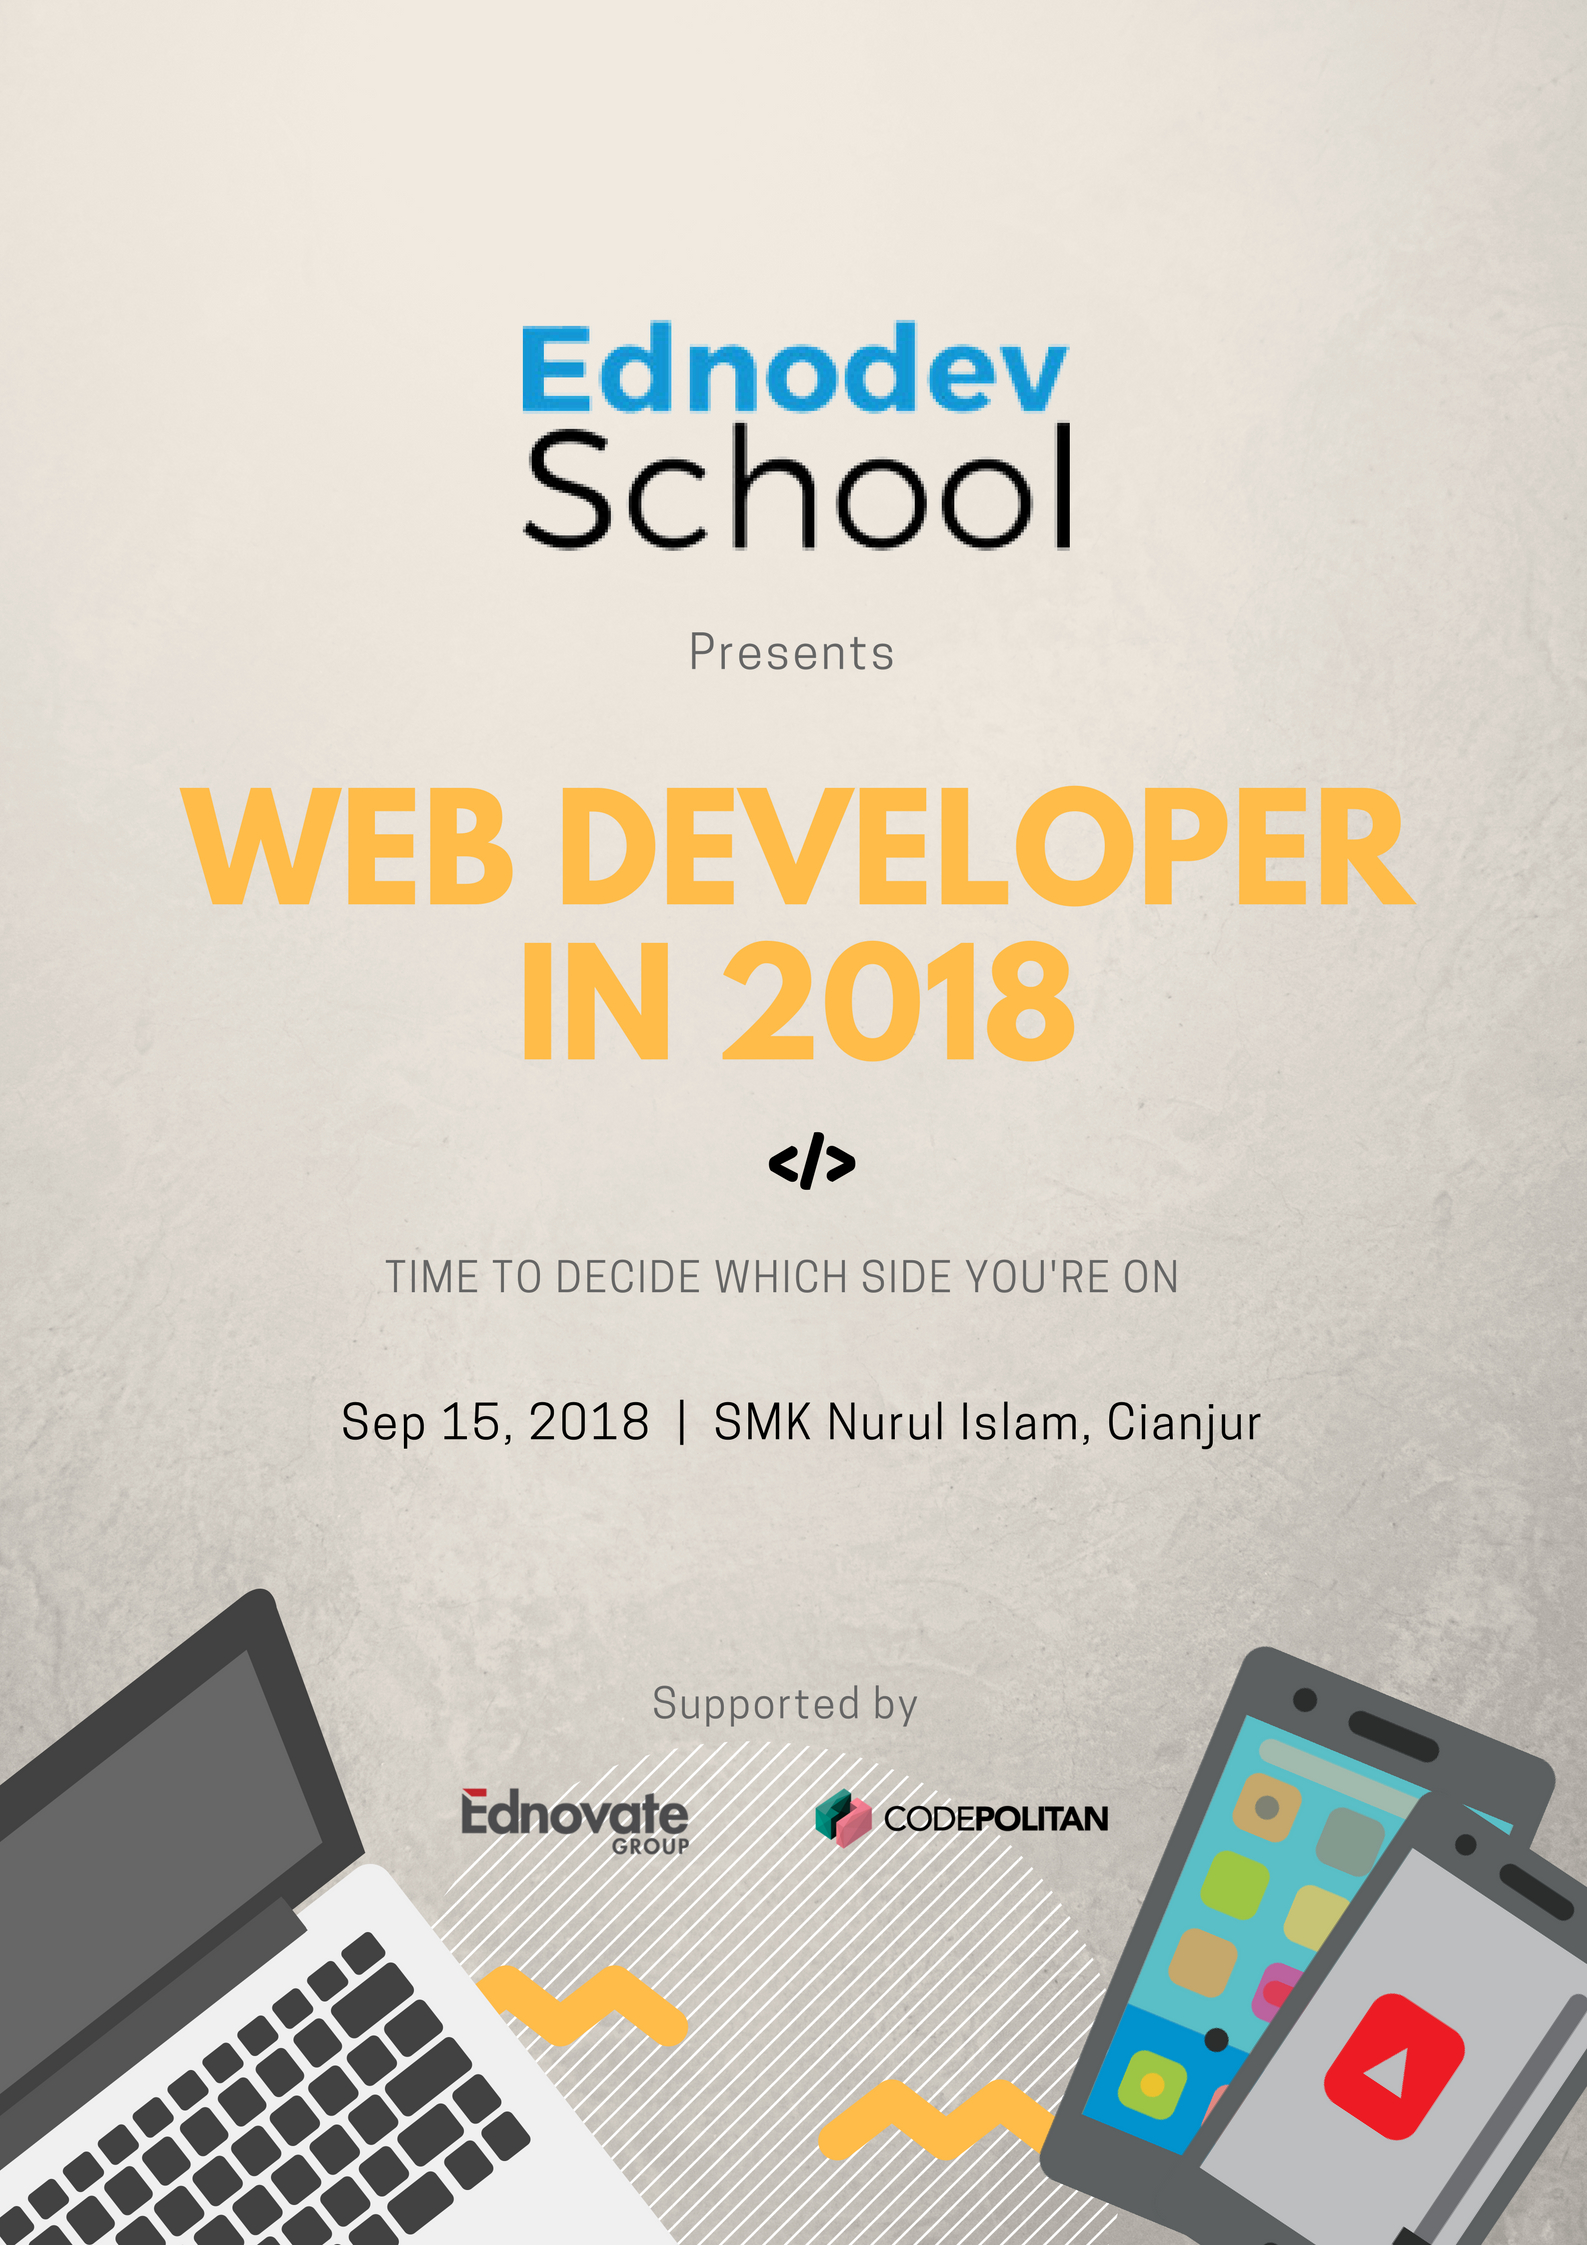 Ednodev
School
Presents
WEB DEVELOPER
IN 2018
</>
TIME TO DECIDE WHICH SIDE YOU'RE ON
Sep 15, 2018 | SMK Nurul Islam, Cianjur
Supported by
Ednovate
GROUP
CODEPOLITAN